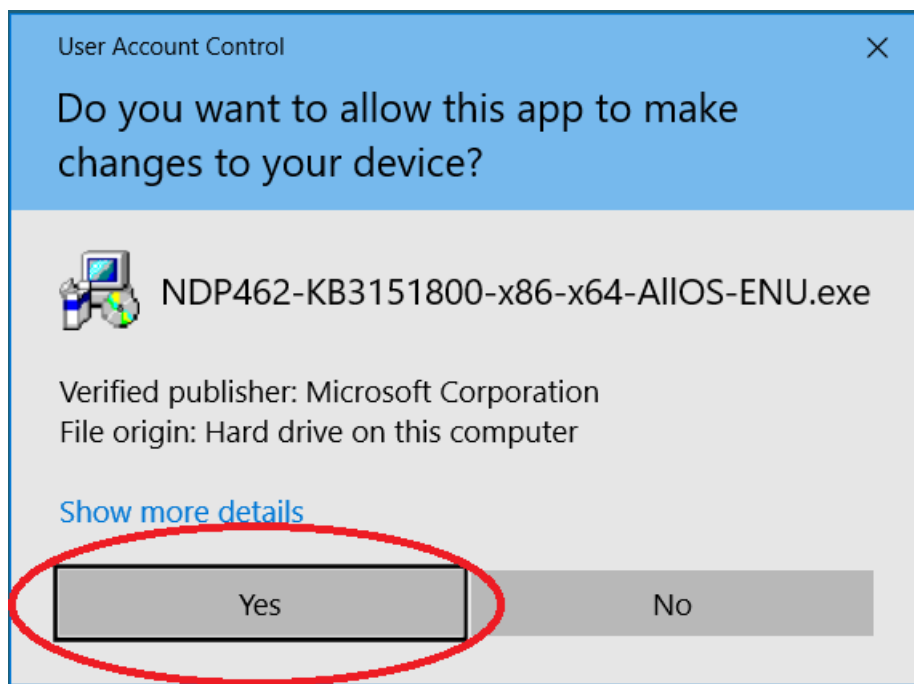 User Account Control
Do you want to allow this app to make
changes to your device?
NDP462-KB3151800-x86-x64-AllOS-ENU.exe
Verified publisher: Microsoft Corporation
File origin: Hard drive on this computer
Show more details
Yes
No